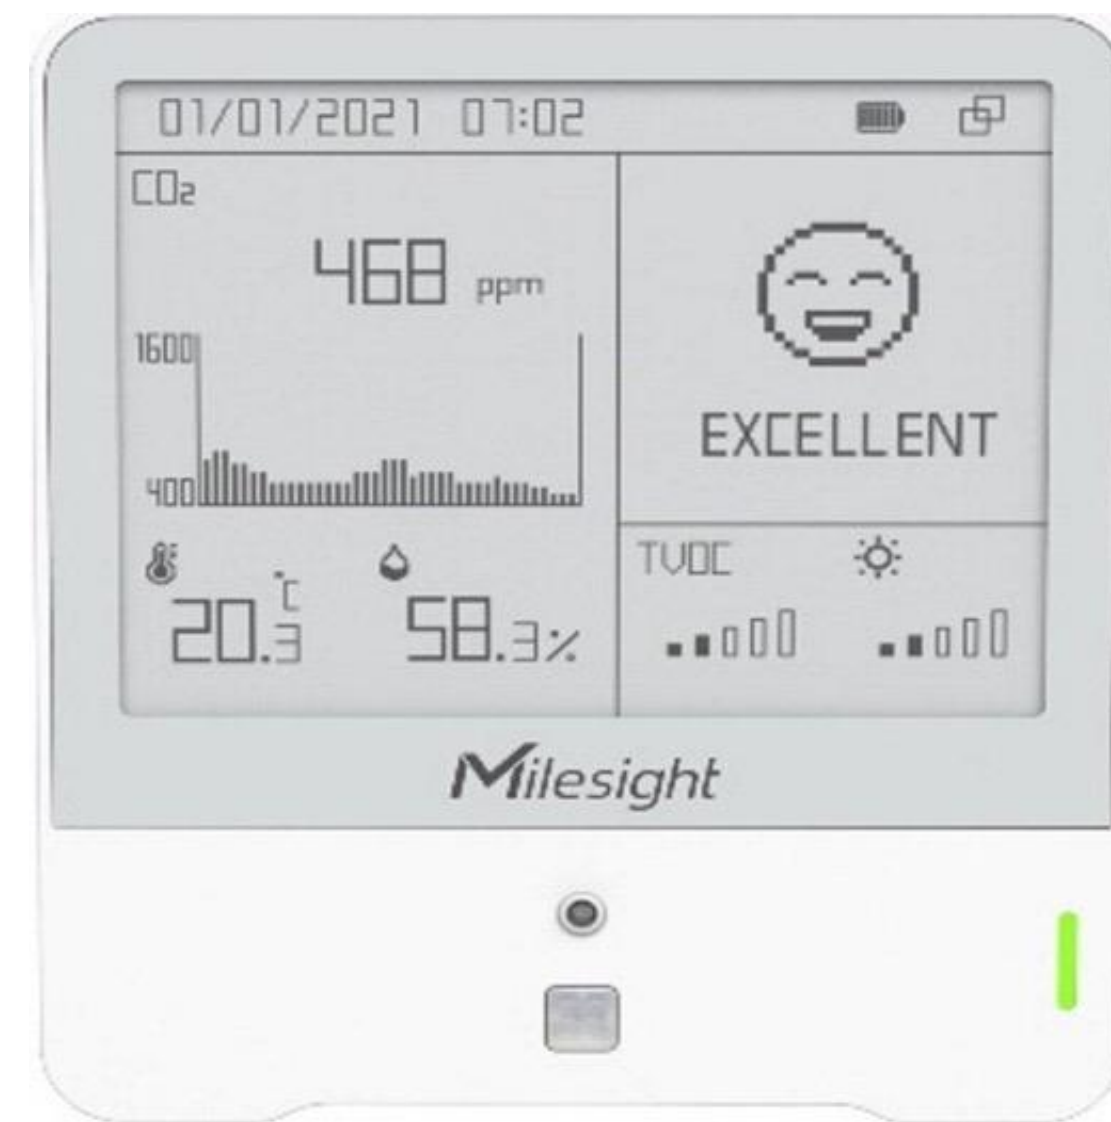 01/01/2021 07:02
CO₂
468 ppm
1600
400
EXCELLENT
°C
20.3 58.3%
TVOC
Milesight